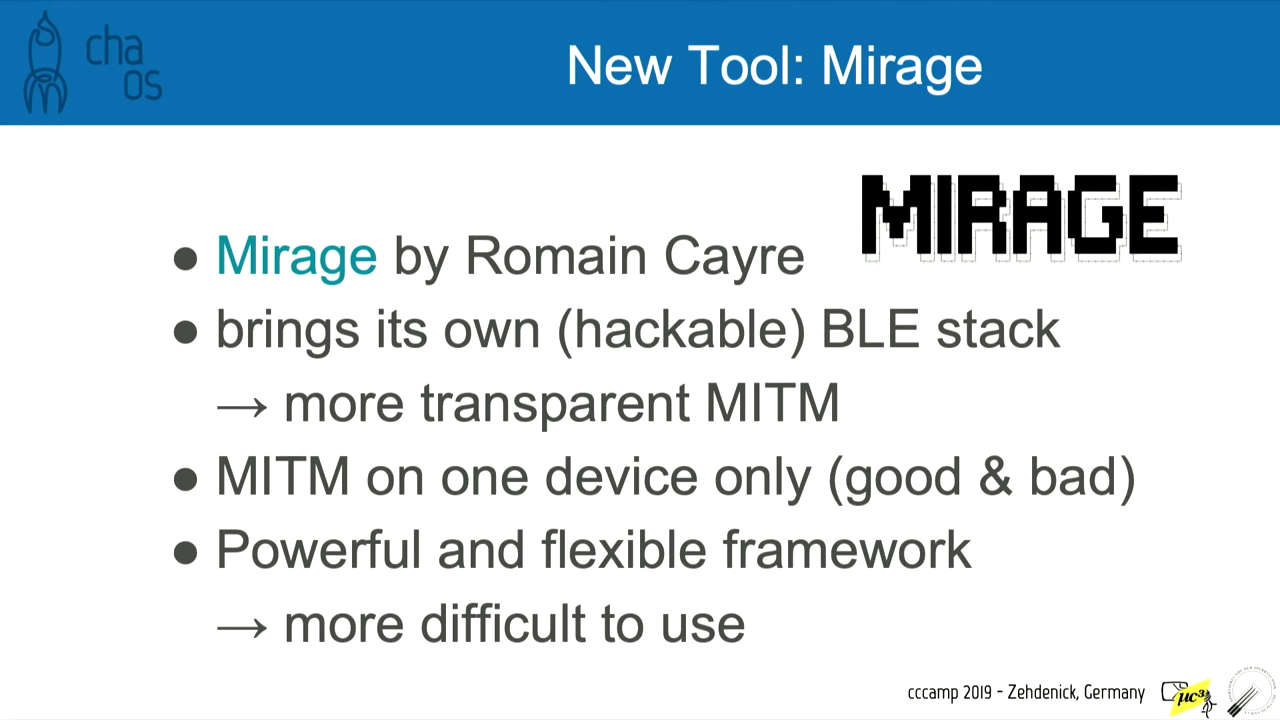 cha
os
New Tool: Mirage
MIRAGE
● Mirage by Romain Cayre
● brings its own (hackable) BLE stack
→ more transparent MITM
● MITM on one device only (good & bad)
● Powerful and flexible framework
→ more difficult to use
cccamp 2019 - Zehdenick, Germany
µc³